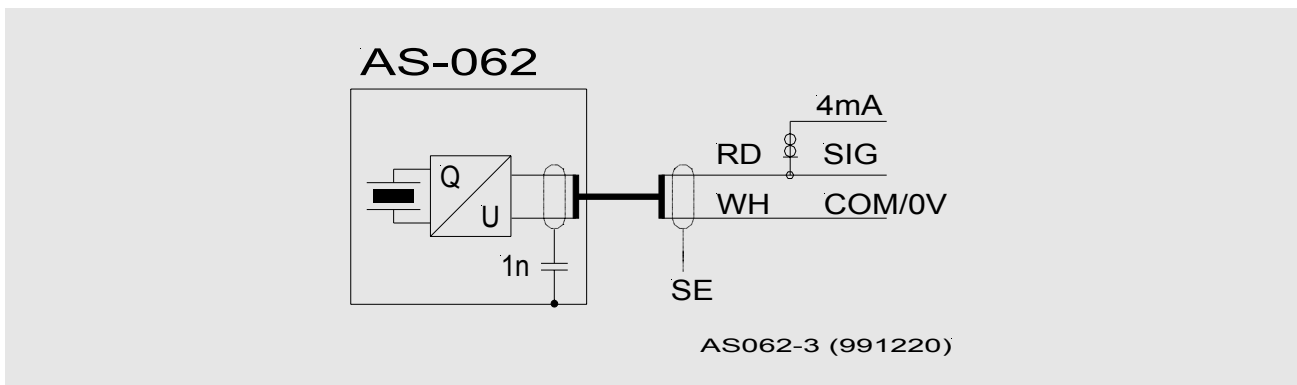 AS-062
4mA
RD SIG
Q
U
WH COM/0V
1n
SE
AS062-3 (991220)